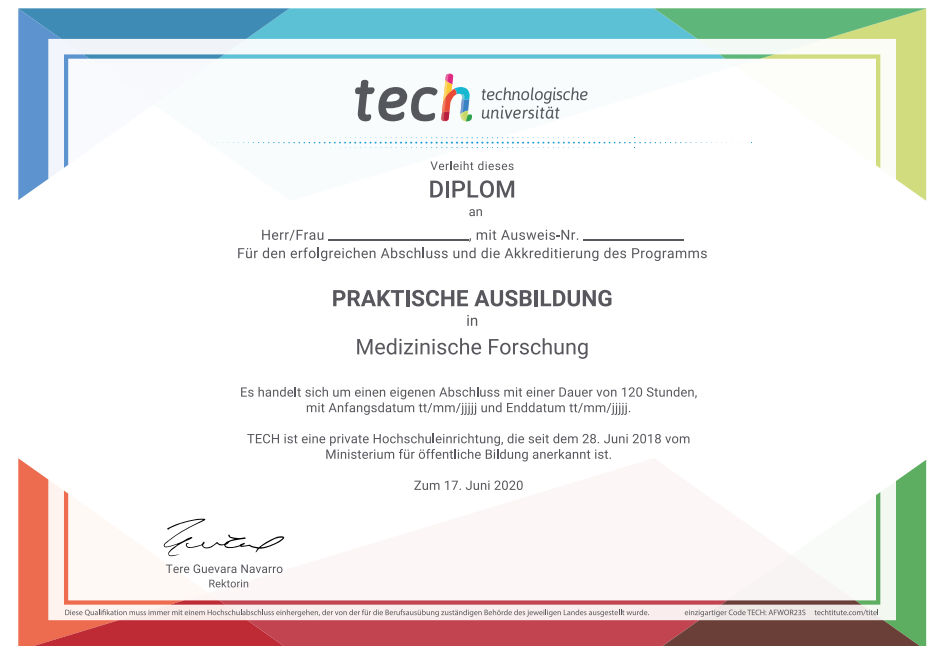 tech technologische
universität
Verleiht dieses
DIPLOM
an
Herr/Frau ____________________, mit Ausweis-Nr. ______________
Für den erfolgreichen Abschluss und die Akkreditierung des Programms
PRAKTISCHE AUSBILDUNG
in
Medizinische Forschung
Es handelt sich um einen eigenen Abschluss mit einer Dauer von 120 Stunden,
mit Anfangsdatum tt/mm/jjjjj und Enddatum tt/mm/jjjjj.
TECH ist eine private Hochschuleinrichtung, die seit dem 28. Juni 2018 vom
Ministerium für öffentliche Bildung anerkannt ist.
Zum 17. Juni 2020
Tere Guevara Navarro
Rektorin
Diese Qualifikation muss immer mit einem Hochschulabschluss einhergehen, der von der für die Berufsausübung zuständigen Behörde des jeweiligen Landes ausgestellt wurde. einzigartiger Code TECH: AFWOR23S techtitute.com/titel